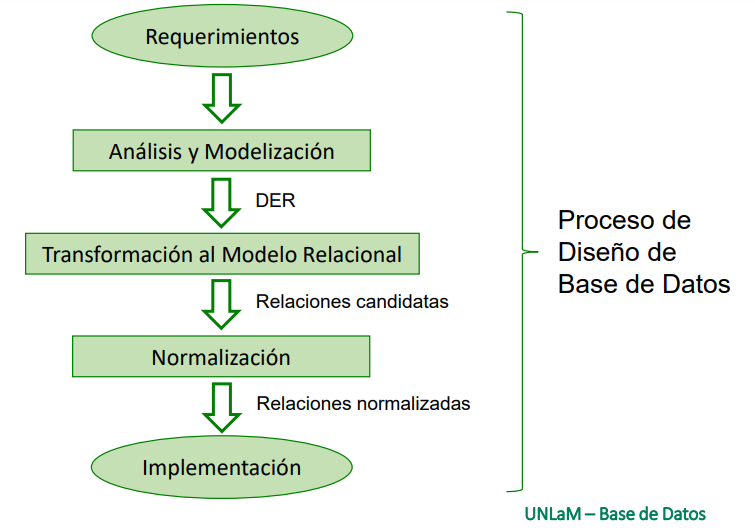 Requerimientos
Análisis y Modelización
DER
Transformación al Modelo Relacional
Relaciones candidatas
Normalización
Relaciones normalizadas
Implementación
Proceso de
Diseño de
Base de Datos
UNLaM – Base de Datos